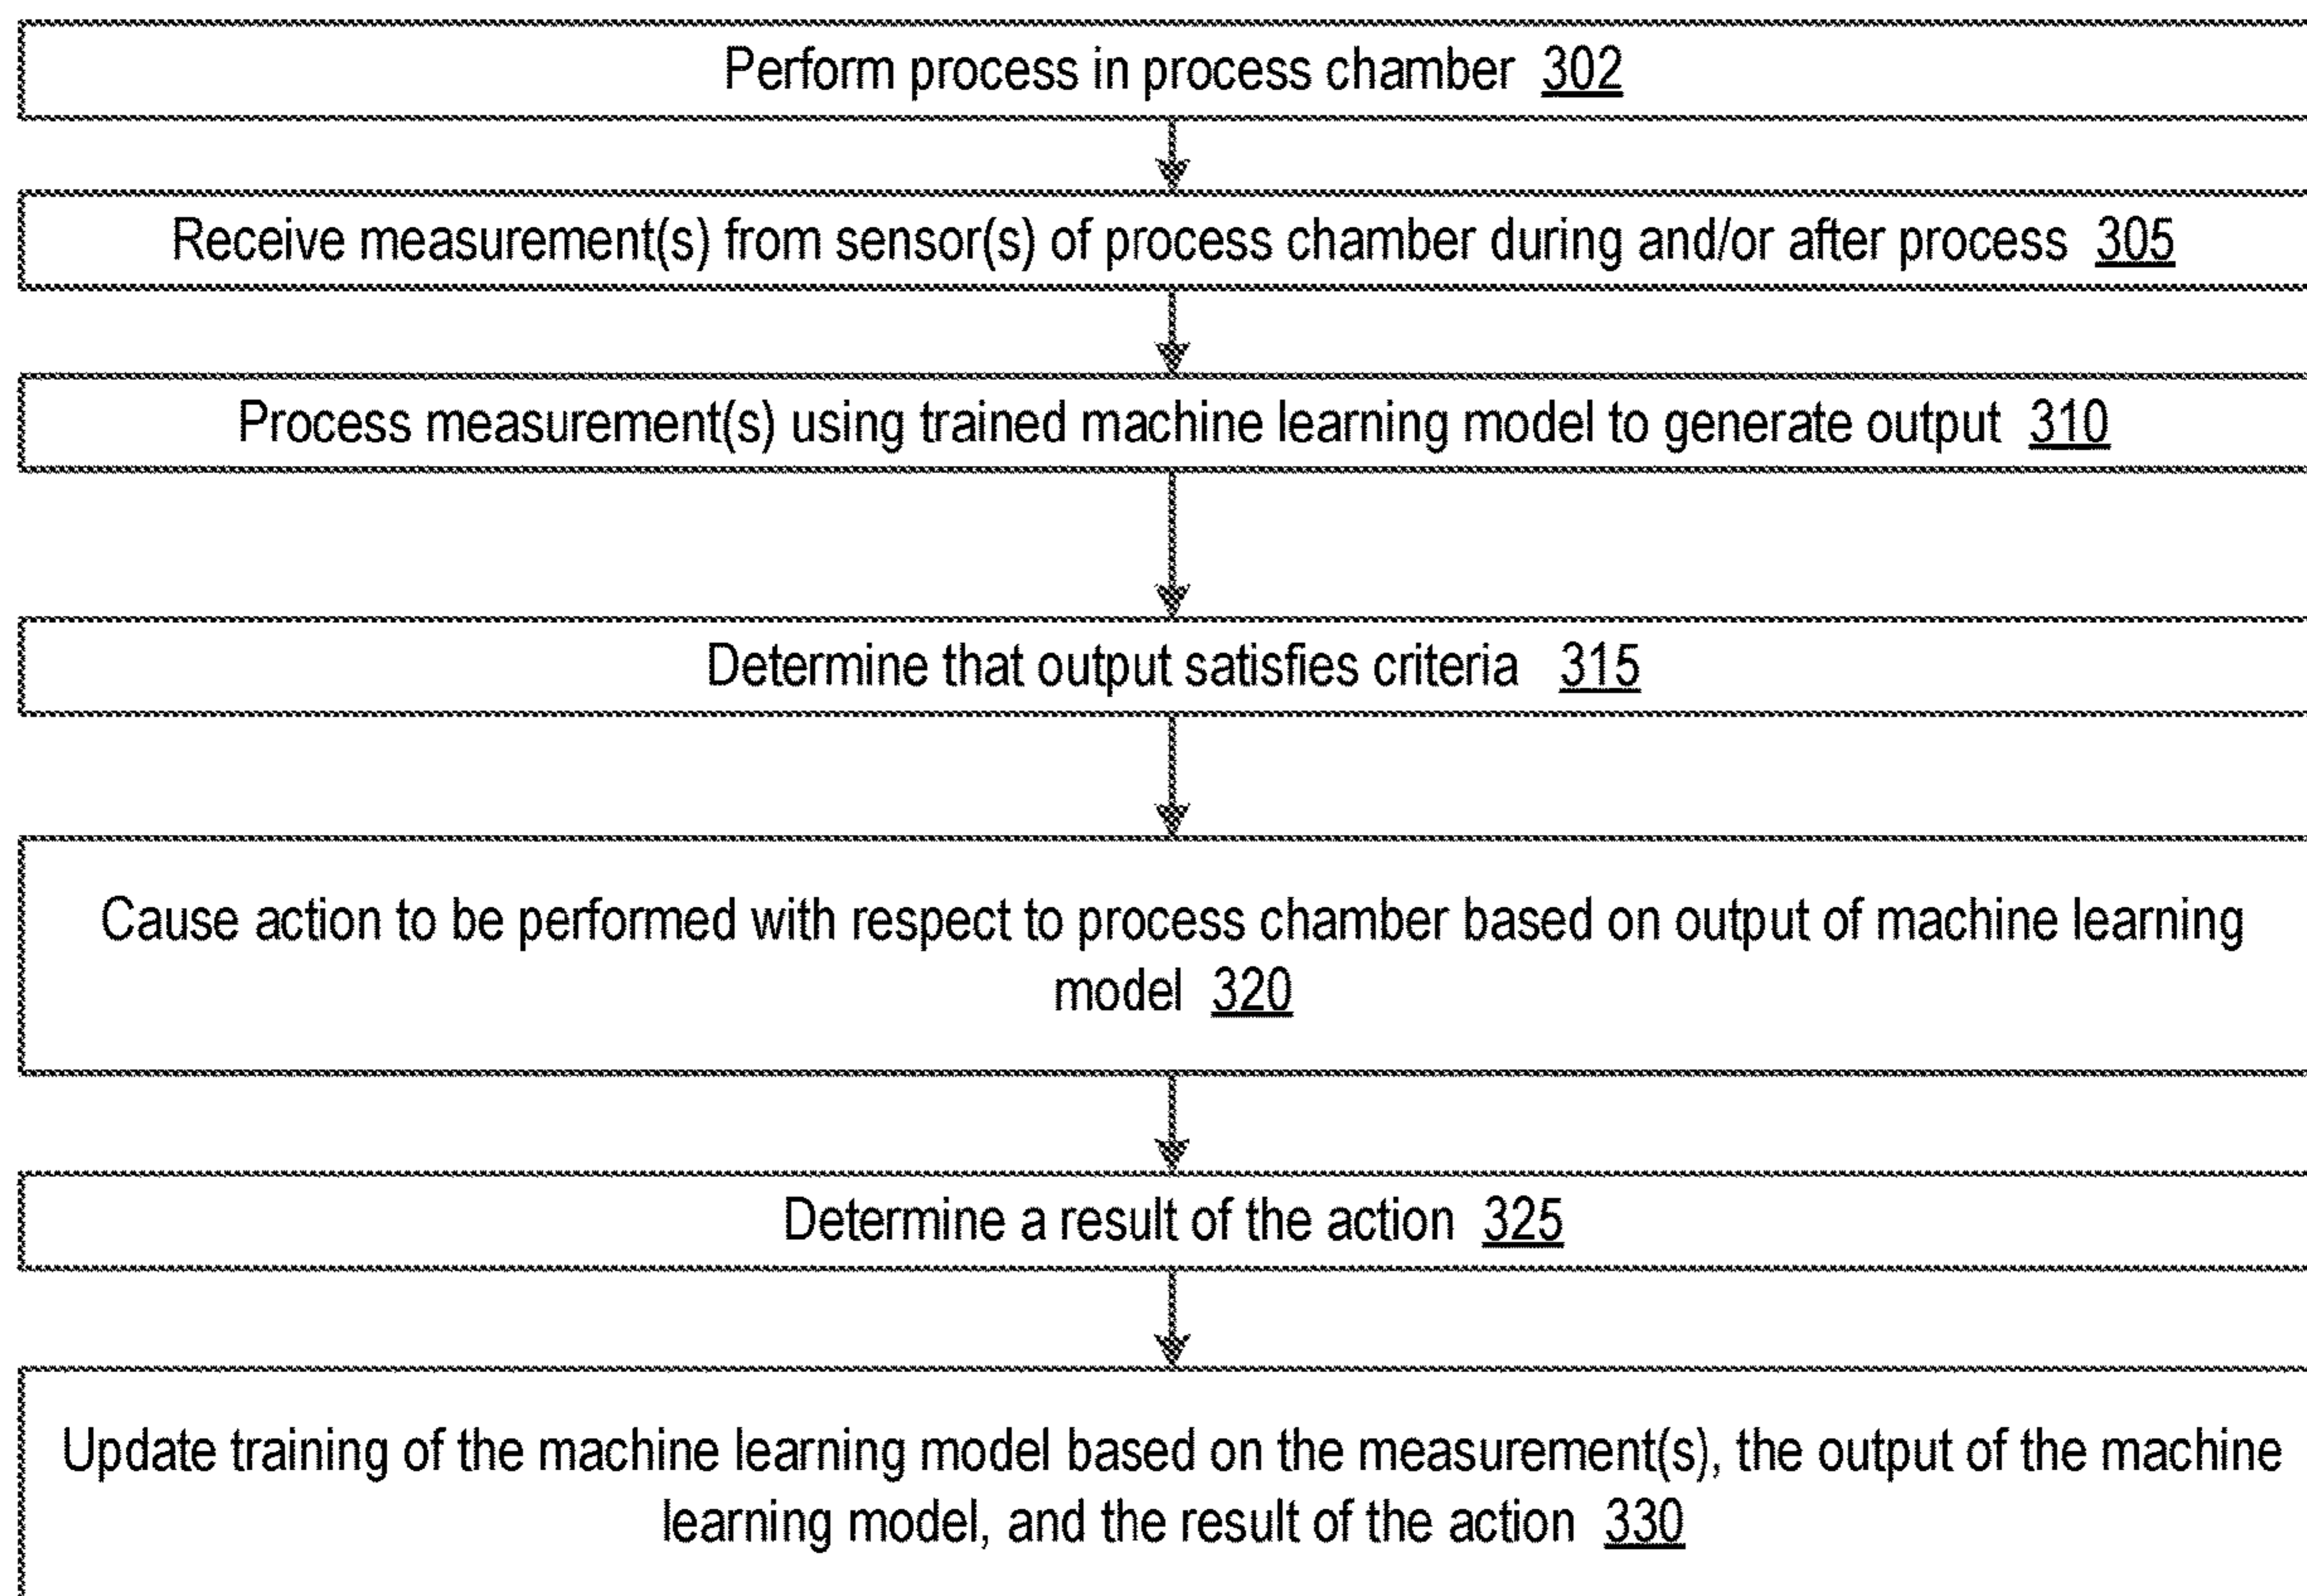 Perform process in process chamber 302
Receive measurement(s) from sensor(s) of process chamber during and/or after process 305
Process measurement(s) using trained machine learning model to generate output 310
Determine that output satisfies criteria 315
Cause action to be performed with respect to process chamber based on output of machine learning
model 320
Determine a result of the action 325
Update training of the machine learning model based on the measurement(s), the output of the machine
learning model, and the result of the action 330